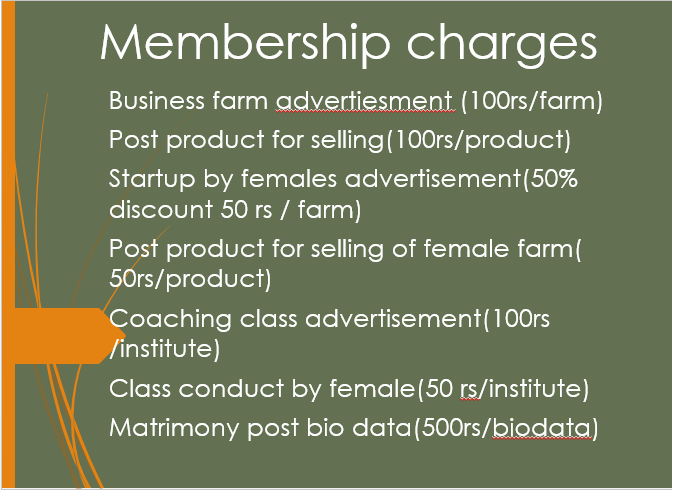 Membership charges
Business farm advertiesment (100rs/farm)
Post product for selling(100rs/product)
Startup by females advertisement(50%
discount 50 rs / farm)
Post product for selling of female farm(
50rs/product)
Coaching class advertisement(100rs
/institute)
Class conduct by female(50 rs/institute)
Matrimony post bio data(500rs/biodata)